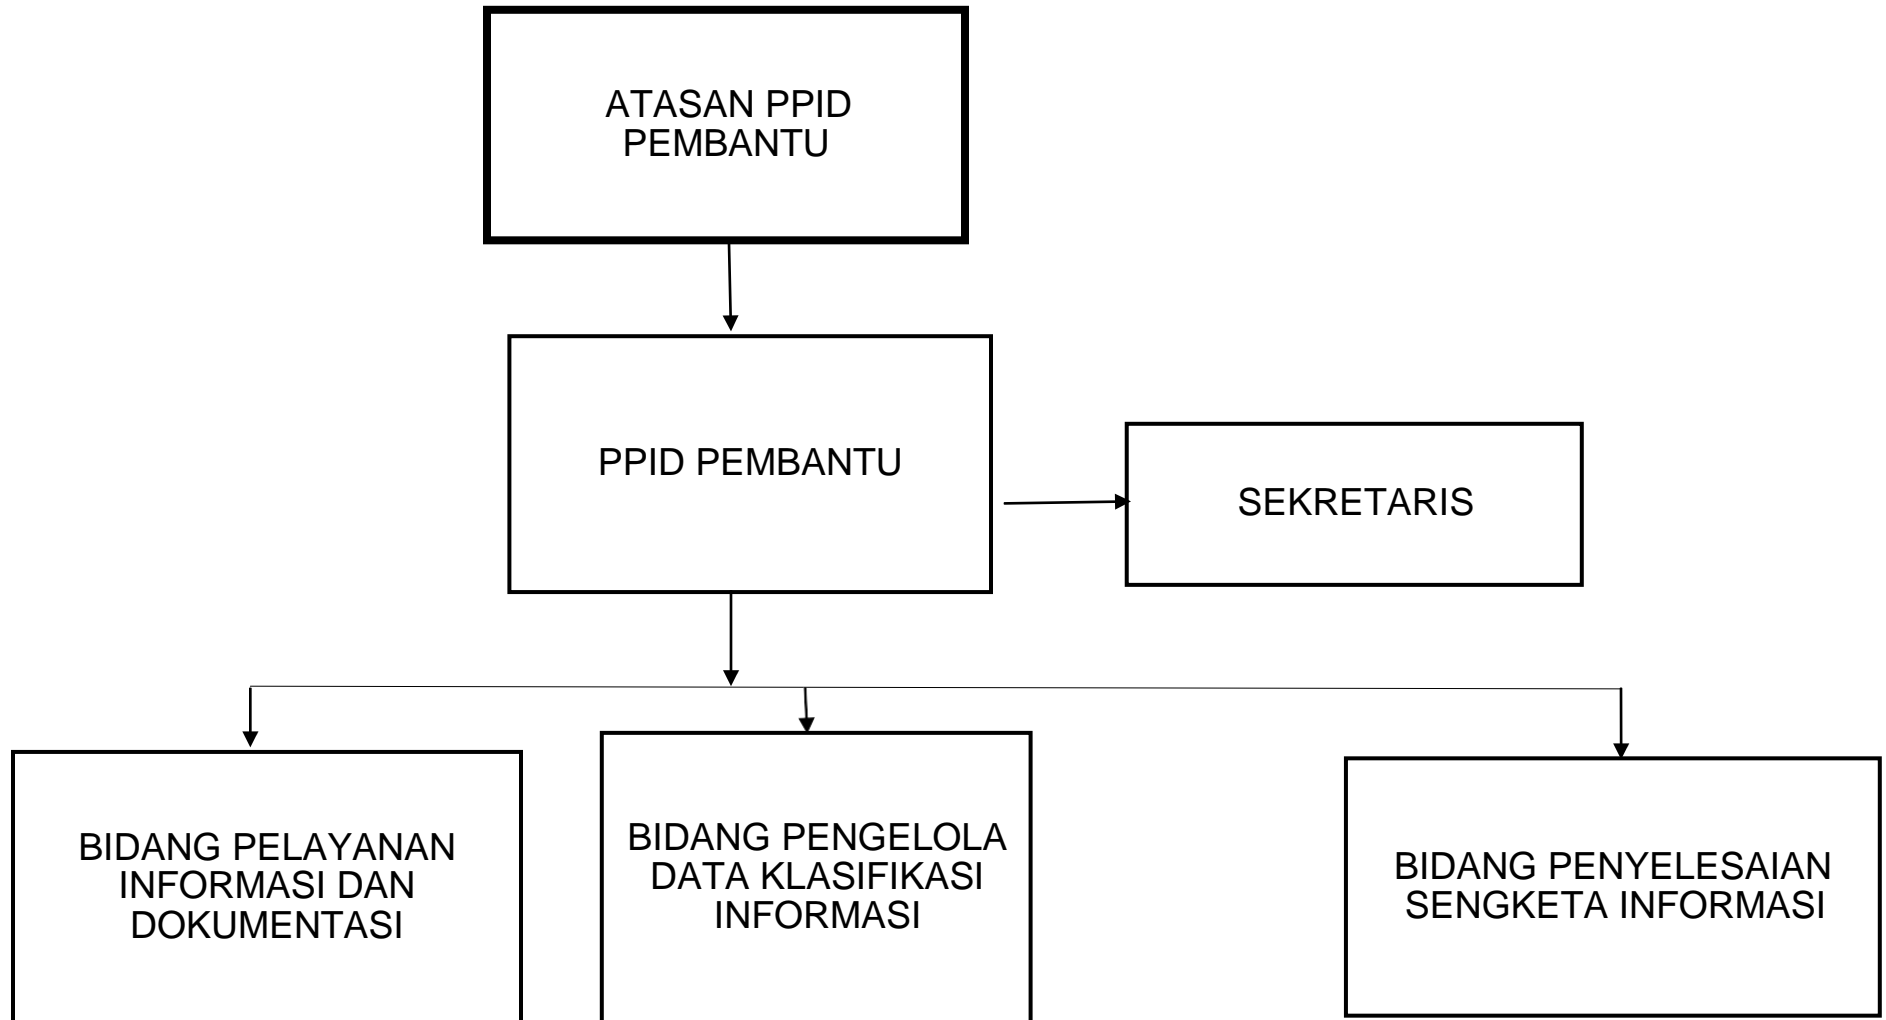 ATASAN PPID
PEMBANTU
PPID PEMBANTU
SEKRETARIS
BIDANG PELAYANAN
INFORMASI DAN
DOKUMENTASI
BIDANG PENGELOLA
DATA KLASIFIKASI
INFORMASI
BIDANG PENYELESAIAN
SENGKETA INFORMASI